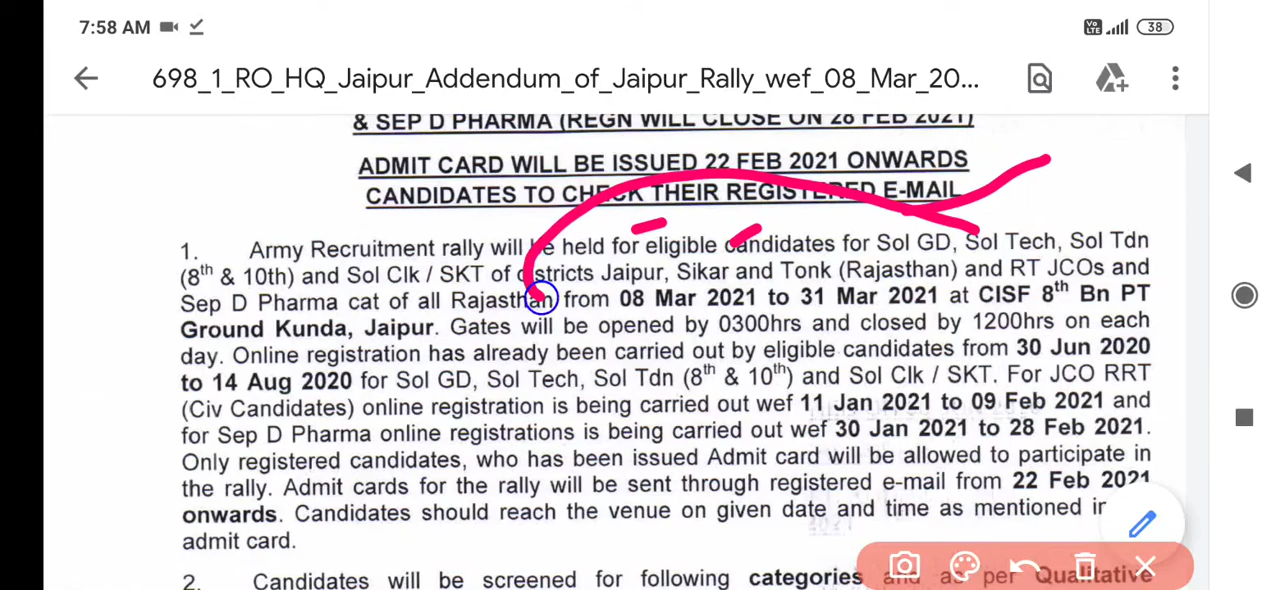 7:58 AM
Vo LTE 38
698_1_RO_HQ_Jaipur_Addendum_of_Jaipur_Rally_wef_08_Mar_20...
& SEP D PHARMA (REGN WILL CLOSE ON 28 FEB 2021)
ADMIT CARD WILL BE ISSUED 22 FEB 2021 ONWARDS
CANDIDATES TO CHECK THEIR REGISTERED E-MAIL
1. Army Recruitment rally will be held for eligible candidates for Sol GD, Sol Tech, Sol Tdn
(8th & 10th) and Sol Clk / SKT of districts Jaipur, Sikar and Tonk (Rajasthan) and RT JCOs and
Sep D Pharma cat of all Rajasthan from 08 Mar 2021 to 31 Mar 2021 at CISF 8th Bn PT
Ground Kunda, Jaipur. Gates will be opened by 0300hrs and closed by 1200hrs on each
day. Online registration has already been carried out by eligible candidates from 30 Jun 2020
to 14 Aug 2020 for Sol GD, Sol Tech, Sol Tdn (8th & 10th) and Sol Clk / SKT. For JCO RRT
(Civ Candidates) online registration is being carried out wef 11 Jan 2021 to 09 Feb 2021 and
for Sep D Pharma online registrations is being carried out wef 30 Jan 2021 to 28 Feb 2021.
Only registered candidates, who has been issued Admit card will be allowed to participate in
the rally. Admit cards for the rally will be sent through registered e-mail from 22 Feb 2021
onwards. Candidates should reach the venue on given date and time as mentioned in
admit card.
2. Candidates will be screened for following categories and as per Qualitative